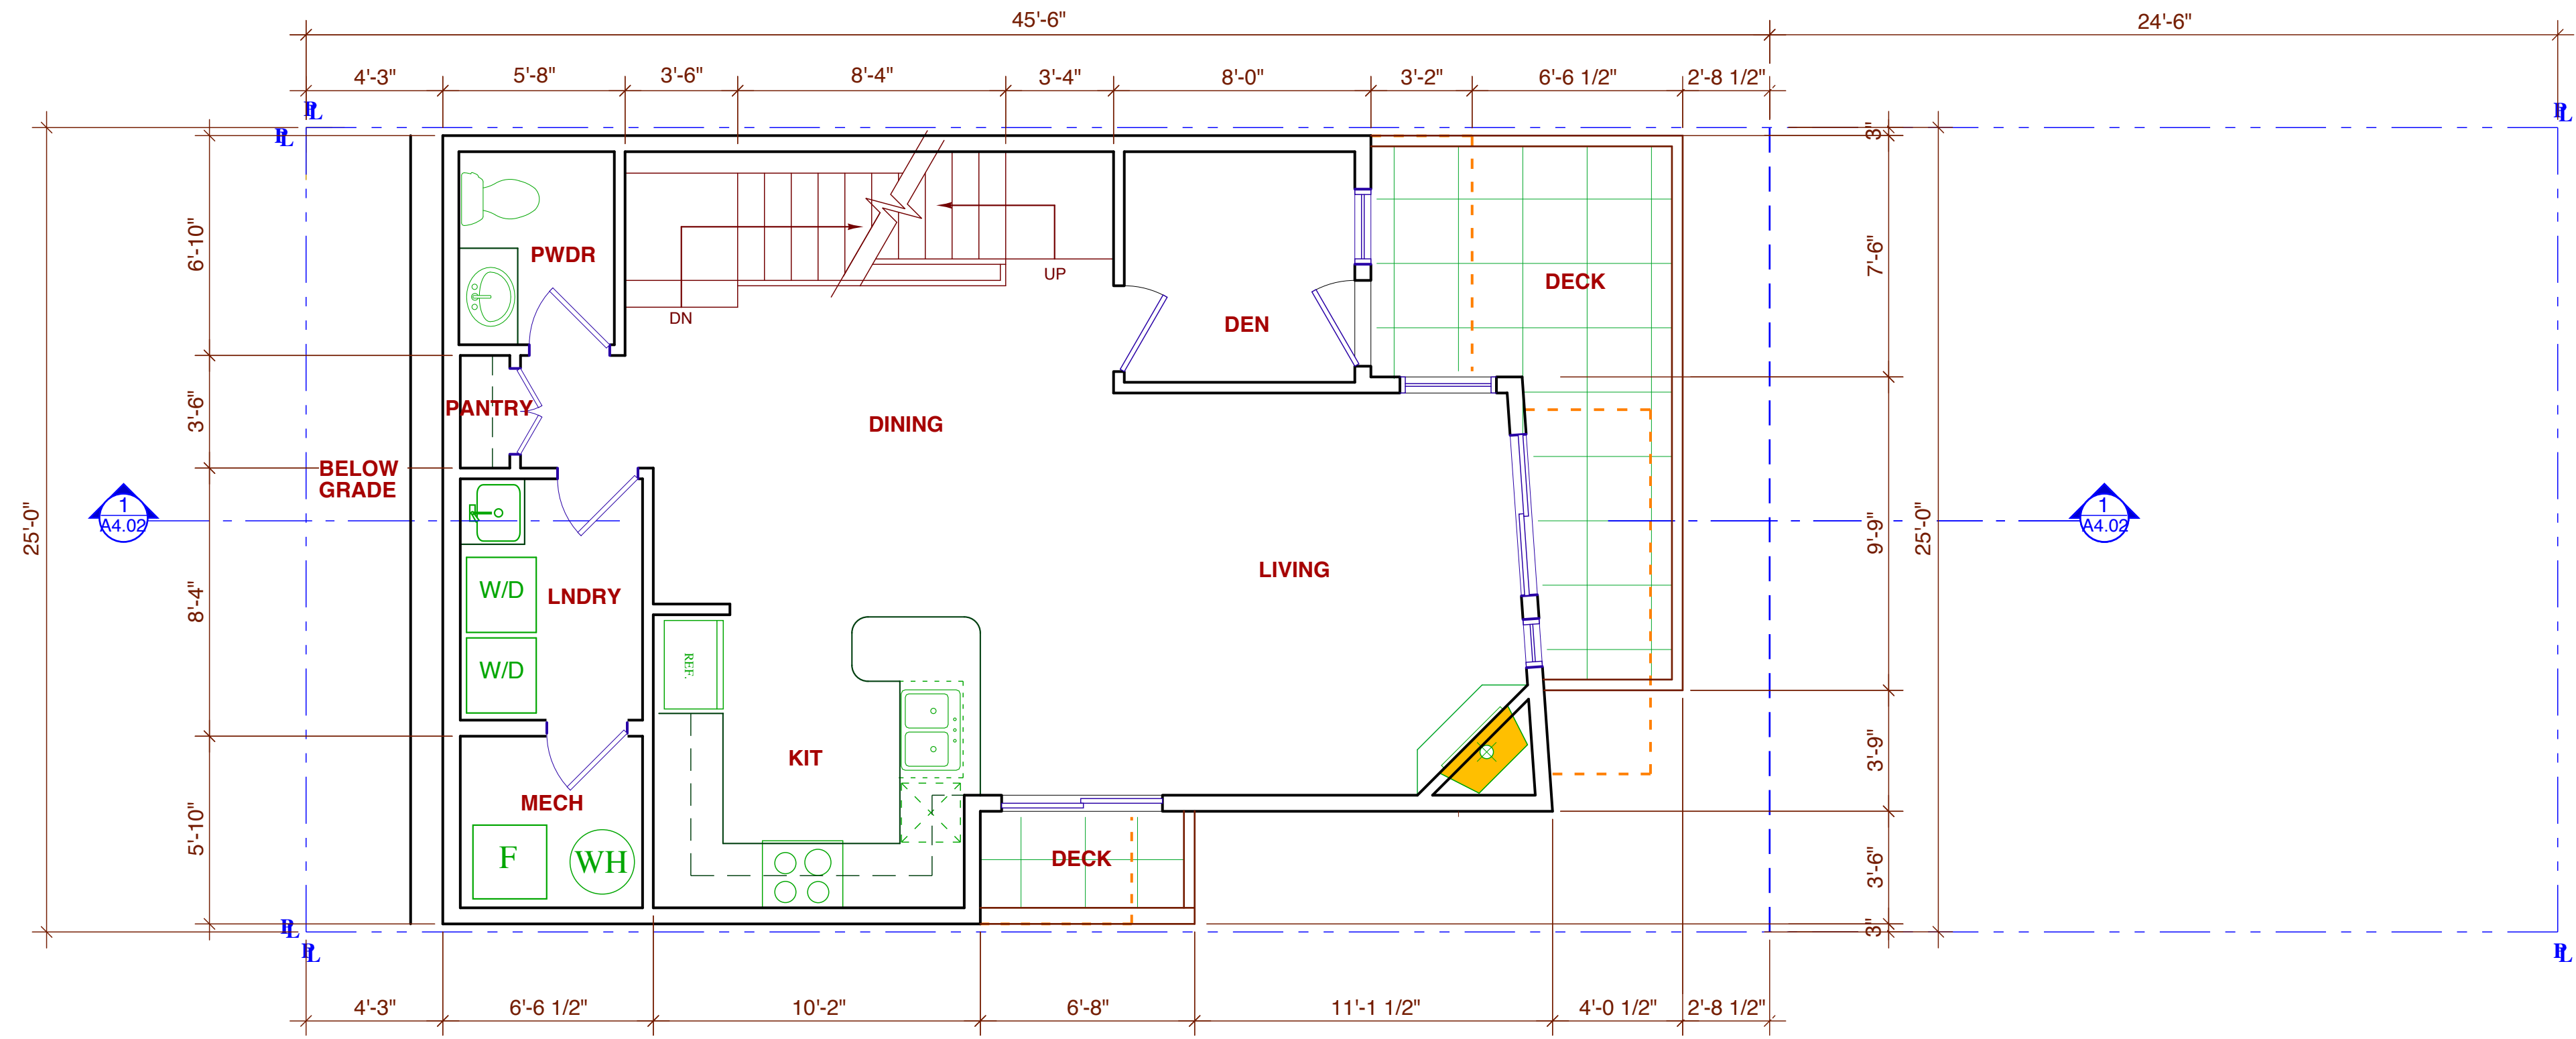 45'-6"
24'-6"
4'-3"
5'-8"
3'-6"
8'-4"
3'-4"
8'-0"
3'-2"
6'-6 1/2"
2'-8 1/2"
PL
PL
PL
3"
6'-10"
PWDR
UP
DN
DECK
7'-6"
DEN
3'-6"
PANTRY
DINING
BELOW
GRADE
1
A4.02
25'-0"
9'-9"
25'-0"
1
A4.02
LIVING
W/D
LNDRY
8'-4"
W/D
REF.
KIT
3'-9"
MECH
5'-10"
F
WH
DECK
3'-6"
3"
PL
PL
PL
4'-3"
6'-6 1/2"
10'-2"
6'-8"
11'-1 1/2"
4'-0 1/2"
2'-8 1/2"